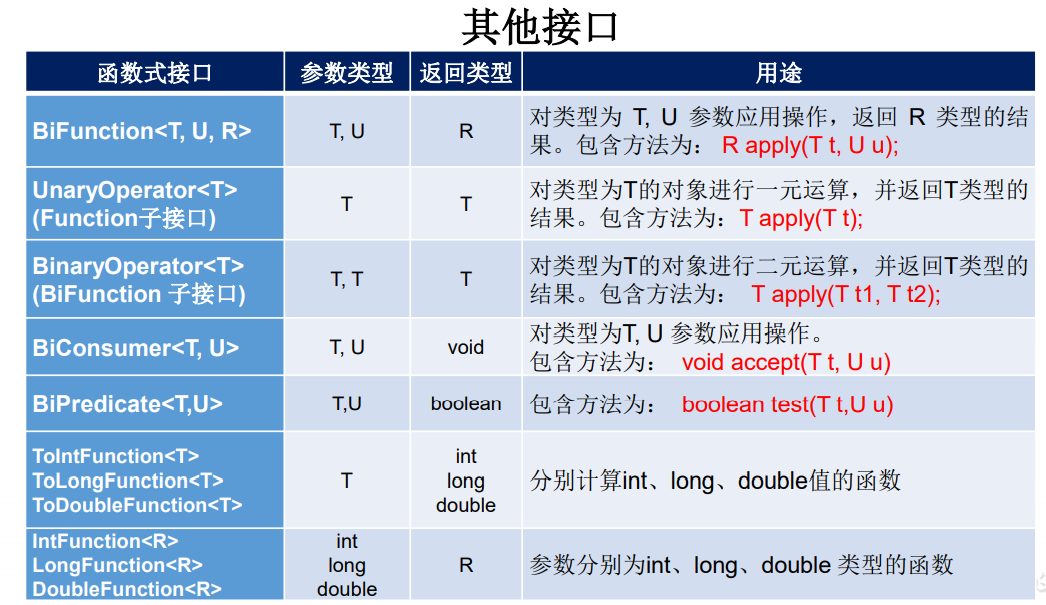 其他接口
函数式接口 参数类型 返回类型 用途
BiFunction<T, U, R> T, U R 对类型为 T, U 参数应用操作，返回 R 类型的结
果。包含方法为： R apply(T t, U u);
UnaryOperator<T>
(Function子接口) T T 对类型为T的对象进行一元运算，并返回T类型的
结果。包含方法为：T apply(T t);
BinaryOperator<T>
(BiFunction 子接口) T, T T 对类型为T的对象进行二元运算，并返回T类型的
结果。包含方法为： T apply(T t1, T t2);
BiConsumer<T, U> T, U void 对类型为T, U 参数应用操作。
包含方法为： void accept(T t, U u)
BiPredicate<T,U> T,U boolean 包含方法为： boolean test(T t,U u)
ToIntFunction<T>
ToLongFunction<T>
ToDoubleFunction<T> T int
long
double 分别计算int、long、double值的函数
IntFunction<R>
LongFunction<R>
DoubleFunction<R> int
long
double R 参数分别为int、long、double 类型的函数